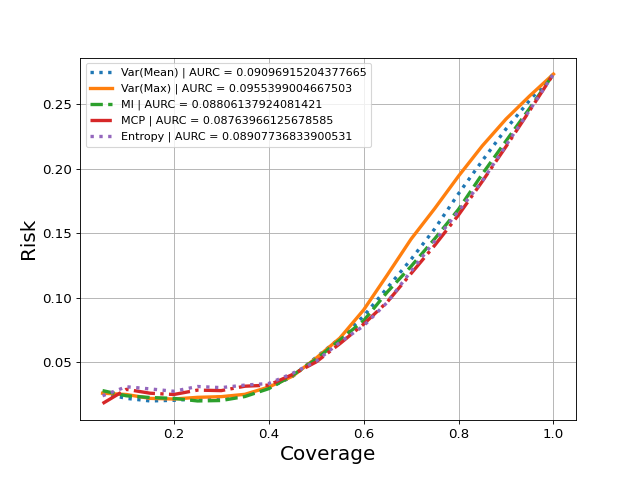 Var(Mean) | AURC = 0.09096915204377665
Var(Max) | AURC = 0.0955399004667503
MI | AURC = 0.08806137924081421
MCP | AURC = 0.08763966125678585
Entropy | AURC = 0.08907736833900531
Risk
0.25
0.20
0.15
0.10
0.05
0.2 0.4 0.6 0.8 1.0
Coverage